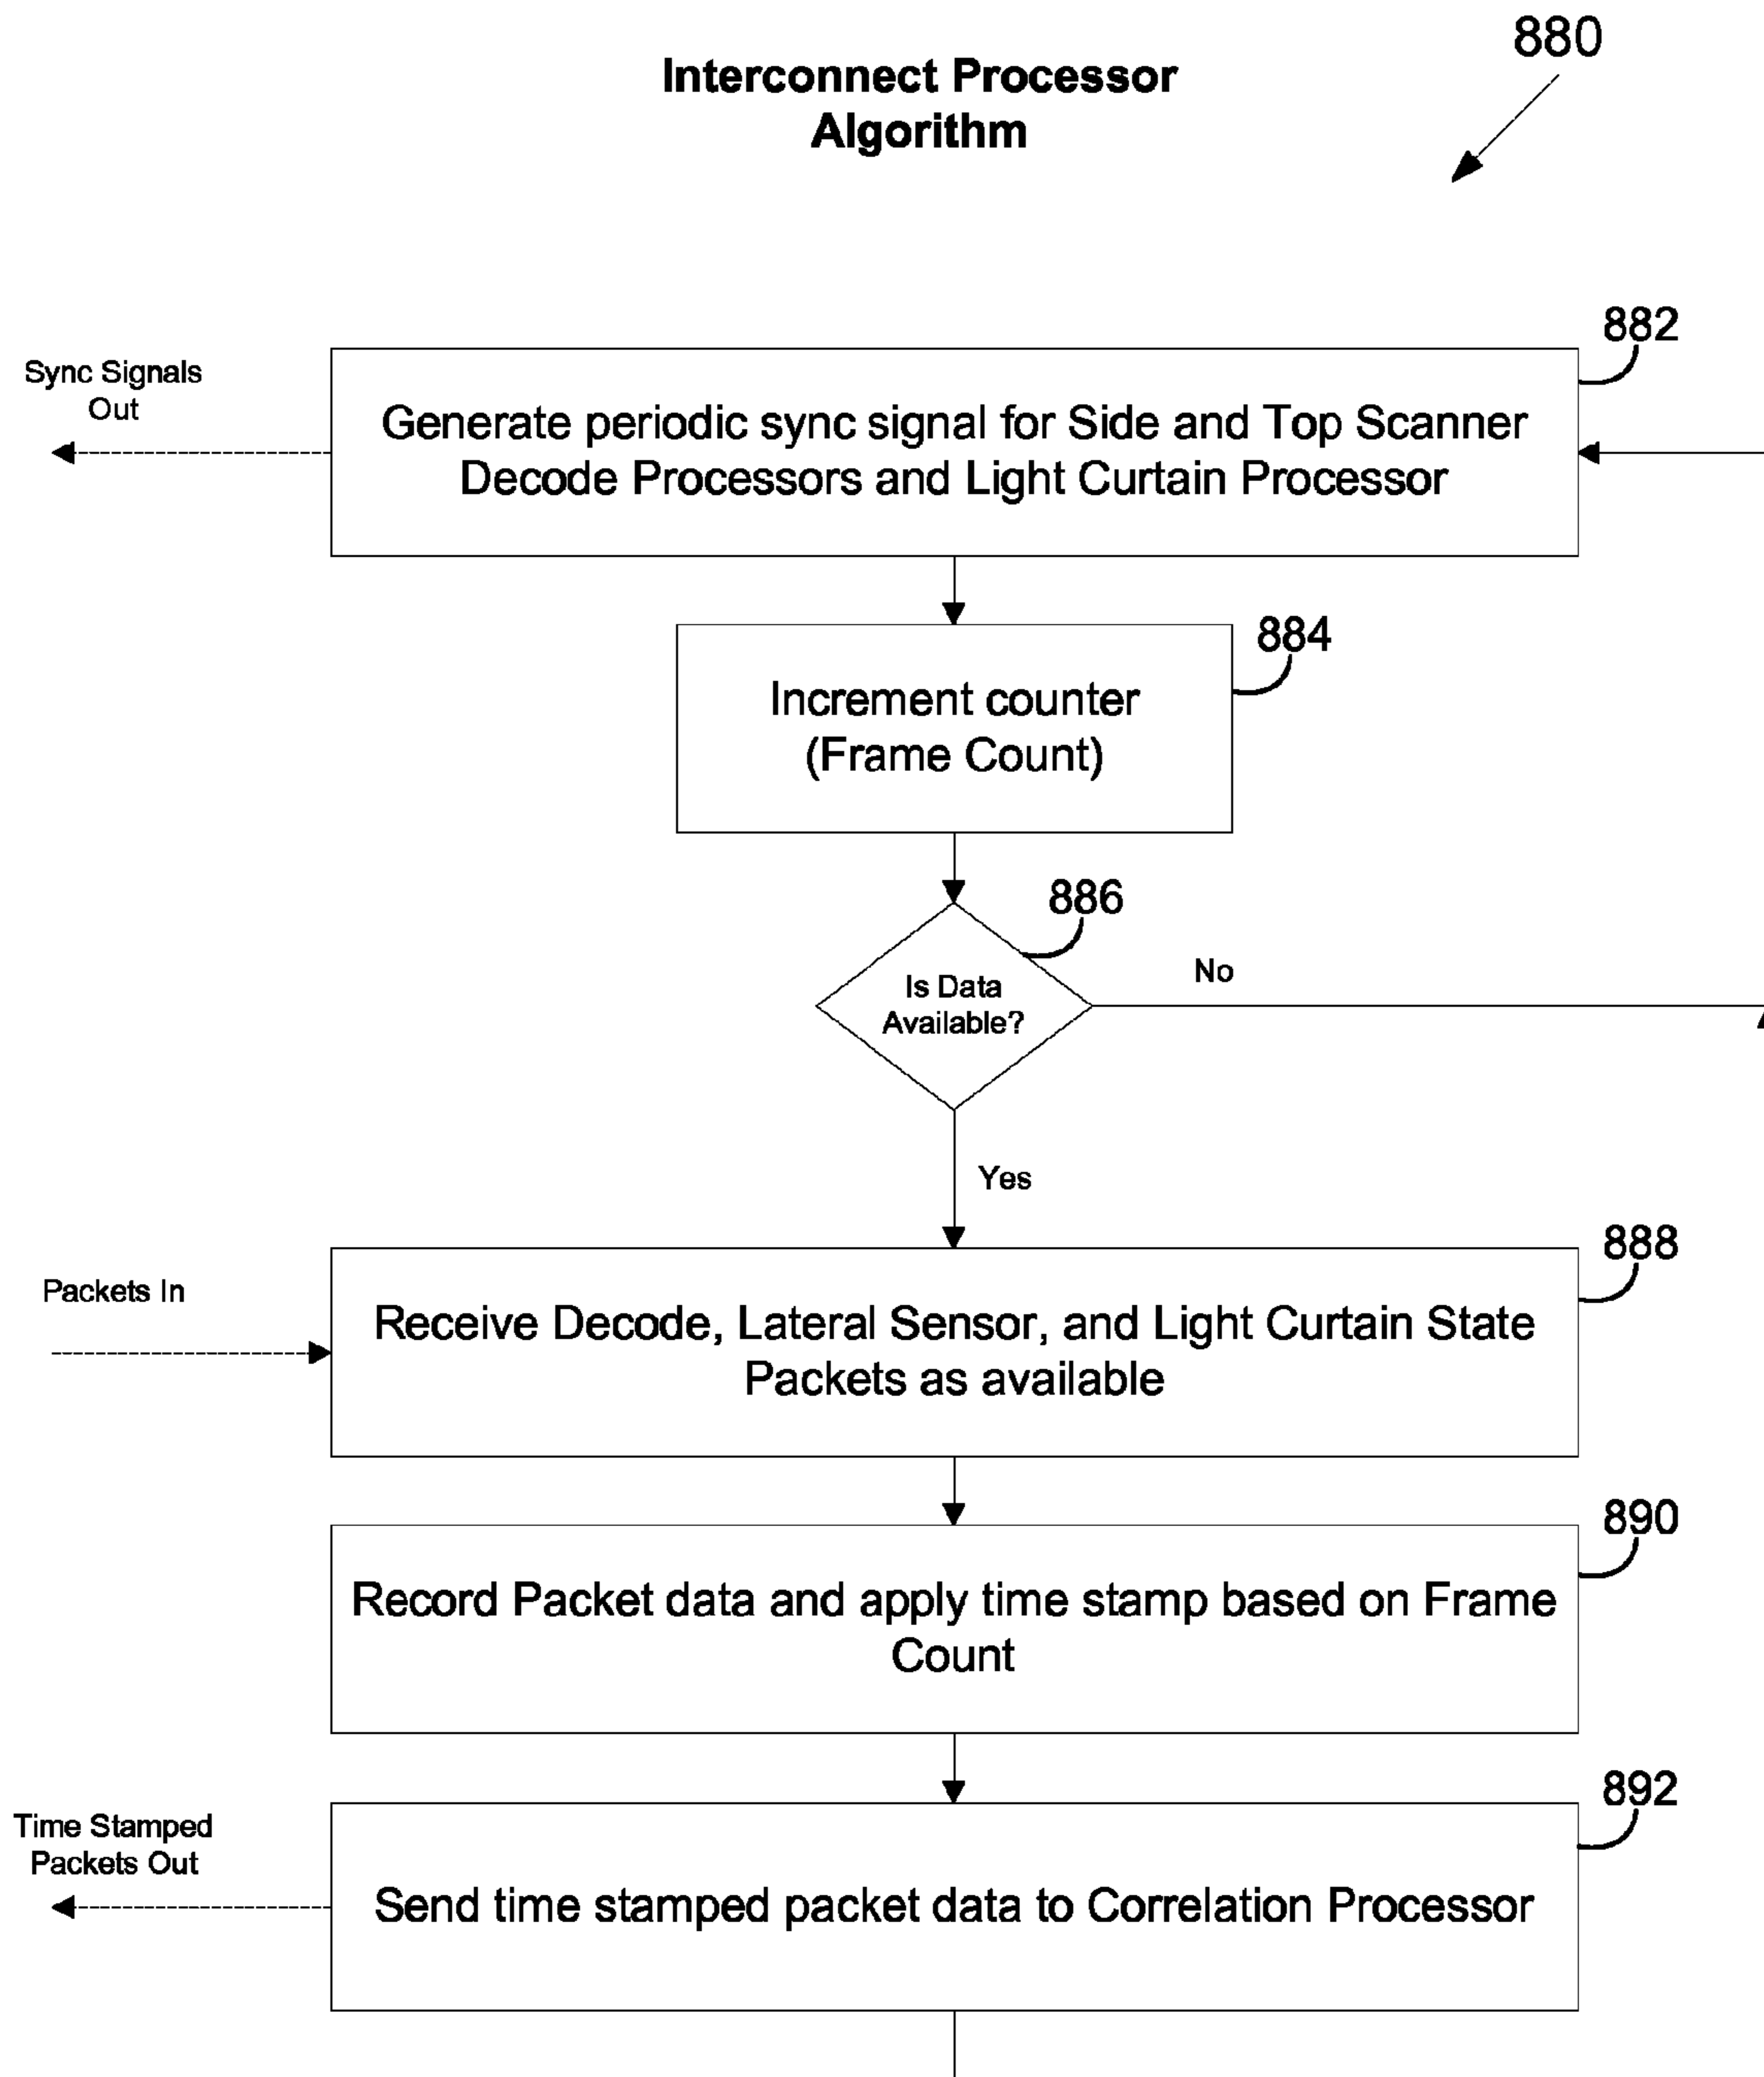 880
Interconnect Processor
Algorithm
882
Sync Signals
Out
Generate periodic sync signal for Side and Top Scanner
Decode Processors and Light Curtain Processor
884
Increment counter
(Frame Count)
886
Is Data
Available?
No
Yes
888
Packets In
Receive Decode, Lateral Sensor, and Light Curtain State
Packets as available
890
Record Packet data and apply time stamp based on Frame
Count
892
Time Stamped
Packets Out
Send time stamped packet data to Correlation Processor